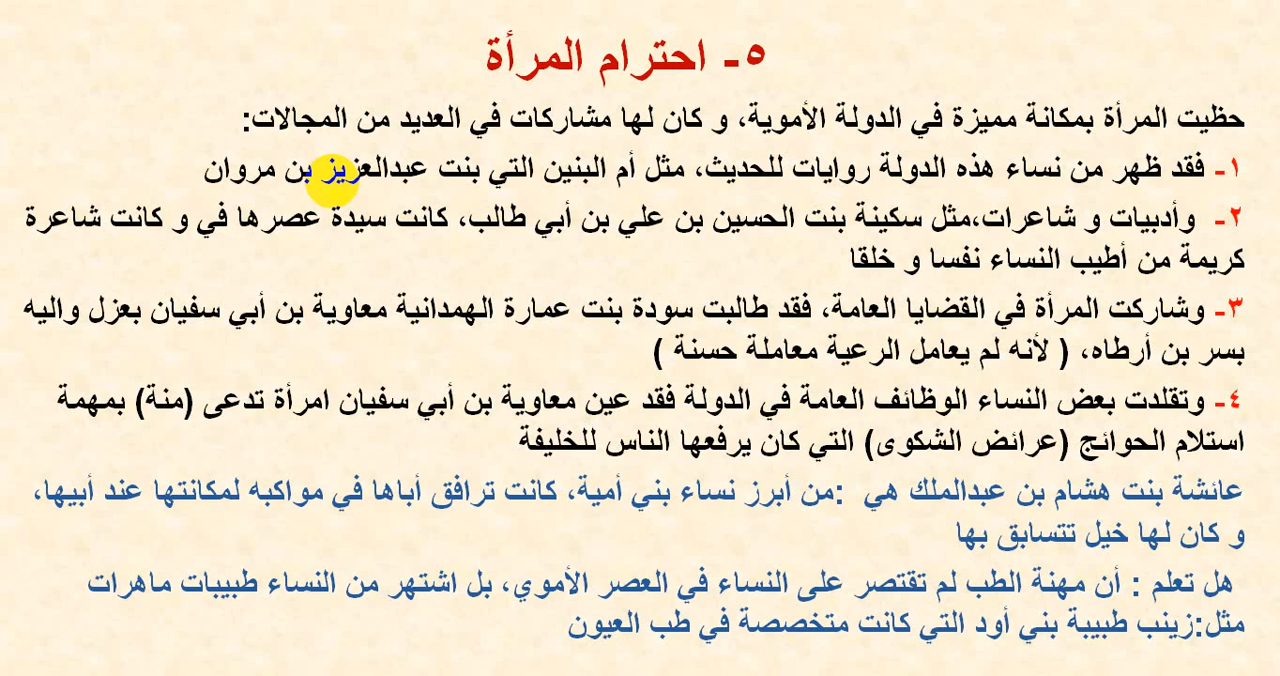 ٥- احترام المرأة
حظيت المرأة بمكانة مميزة في الدولة الأموية، و كان لها مشاركات في العديد من المجالات:
١- فقد ظهر من نساء هذه الدولة روايات للحديث، مثل أم البنين التي بنت عبدالعزيز بن مروان
٢- وأدبيات و شاعرات،مثل سكينة بنت الحسين بن علي بن أبي طالب، كانت سيدة عصرها في و كانت شاعرة
كريمة من أطيب النساء نفسا و خلقا
٣- وشاركت المرأة في القضايا العامة، فقد طالبت سودة بنت عمارة الهمدانية معاوية بن أبي سفيان بعزل واليه
بسر بن أرطاه، ( لأنه لم يعامل الرعية معاملة حسنة )
٤- وتقلدت بعض النساء الوظائف العامة في الدولة فقد عين معاوية بن أبي سفيان امرأة تدعى (منة) بمهمة
استلام الحوائج (عرائض الشكوى) التي كان يرفعها الناس للخليفة
عائشة بنت هشام بن عبدالملك هي :من أبرز نساء بني أمية، كانت ترافق أباها في مواكبه لمكانتها عند أبيها،
و كان لها خيل تتسابق بها
هل تعلم : أن مهنة الطب لم تقتصر على النساء في العصر الأموي، بل اشتهر من النساء طبيبات ماهرات
مثل:زينب طبيبة بني أود التي كانت متخصصة في طب العيون